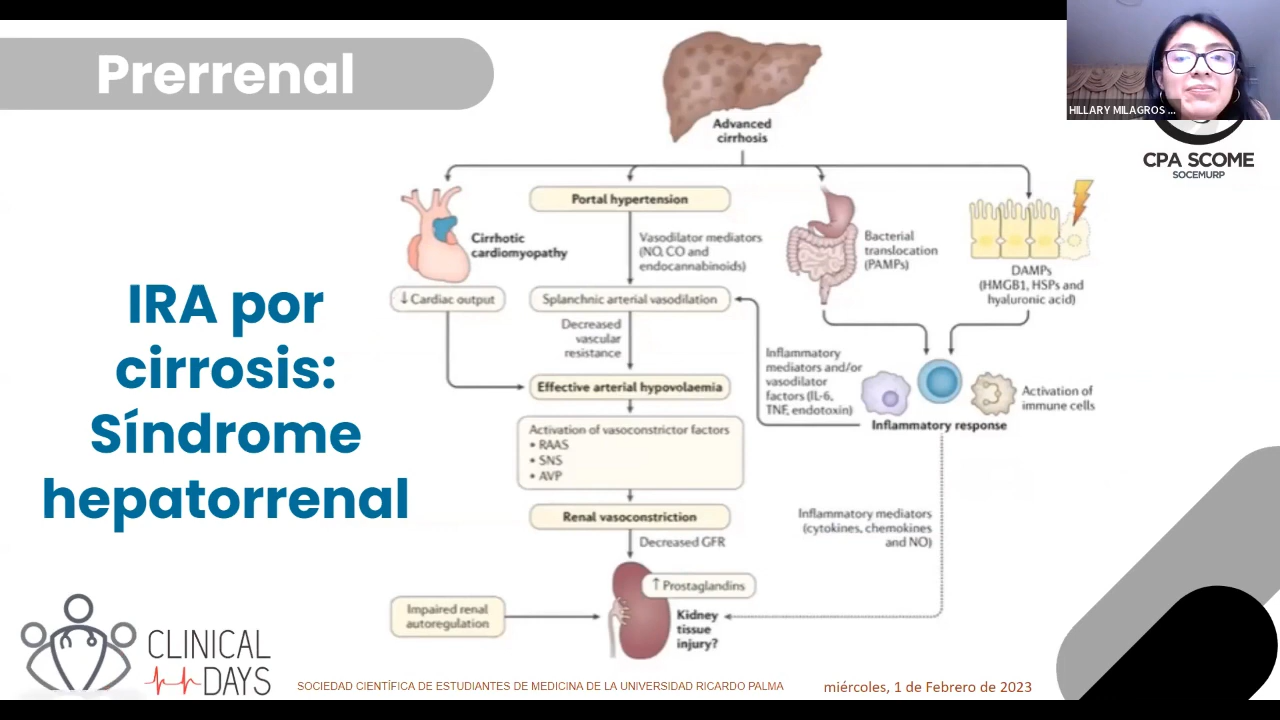 Prerrenal
HILLARY MILAGROS ...
CPA SCOME
SOCEMURP
IRA por
cirrosis:
Síndrome
hepatorrenal
Advanced
cirrhosis
Cirrhotic
cardiomyopathy
↓ Cardiac output
Portal hypertension
Vasodilator mediators
(NO, CO and
endocannabinoids)
Splanchnic arterial vasodilation
Decreased
vascular
resistance
Effective arterial hypovolaemia
Activation of vasoconstrictor factors
• RAAS
• SNS
• AVP
Renal vasoconstriction
Decreased GFR
↑ Prostaglandins
Impaired renal
autoregulation
Kidney
tissue
injury?
Bacterial
translocation
(PAMPs)
DAMPs
(HMGB1, HSPs and
hyaluronic acid)
Inflammatory
mediators and/or
vasodilator
factors (IL-6,
TNF, endotoxin)
Activation of
immune cells
Inflammatory response
Inflammatory mediators
(cytokines, chemokines
and NO)
CLINICAL
DAYS
SOCIEDAD CIENTÍFICA DE ESTUDIANTES DE MEDICINA DE LA UNIVERSIDAD RICARDO PALMA
miércoles, 1 de Febrero de 2023